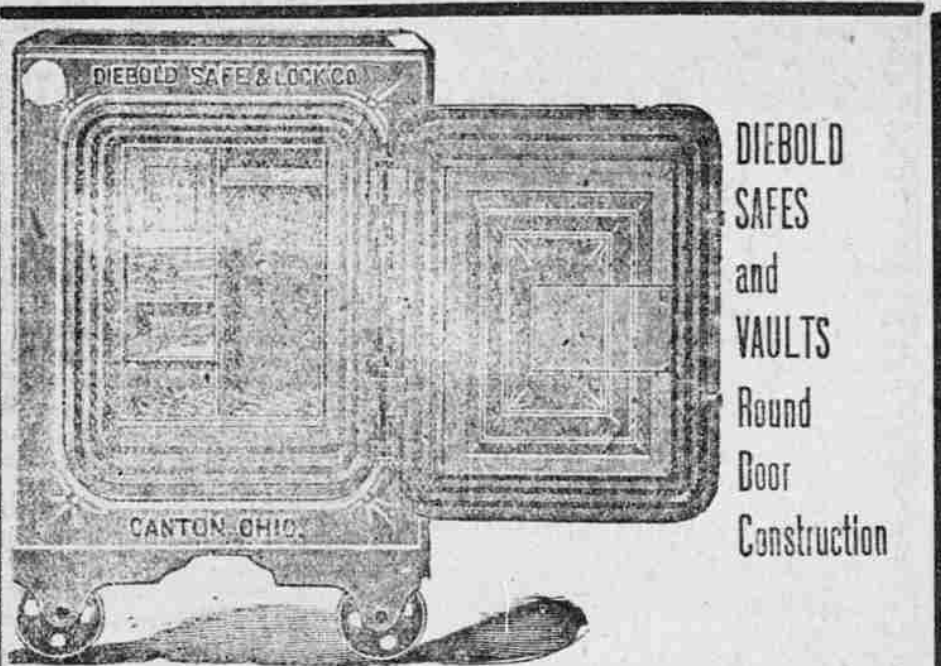 DIEBOLD SAFE & LOCK CO.
CANTON, OHIO.
DIEBOLD
SAFES
and
VAULTS
Round
Door
Construction